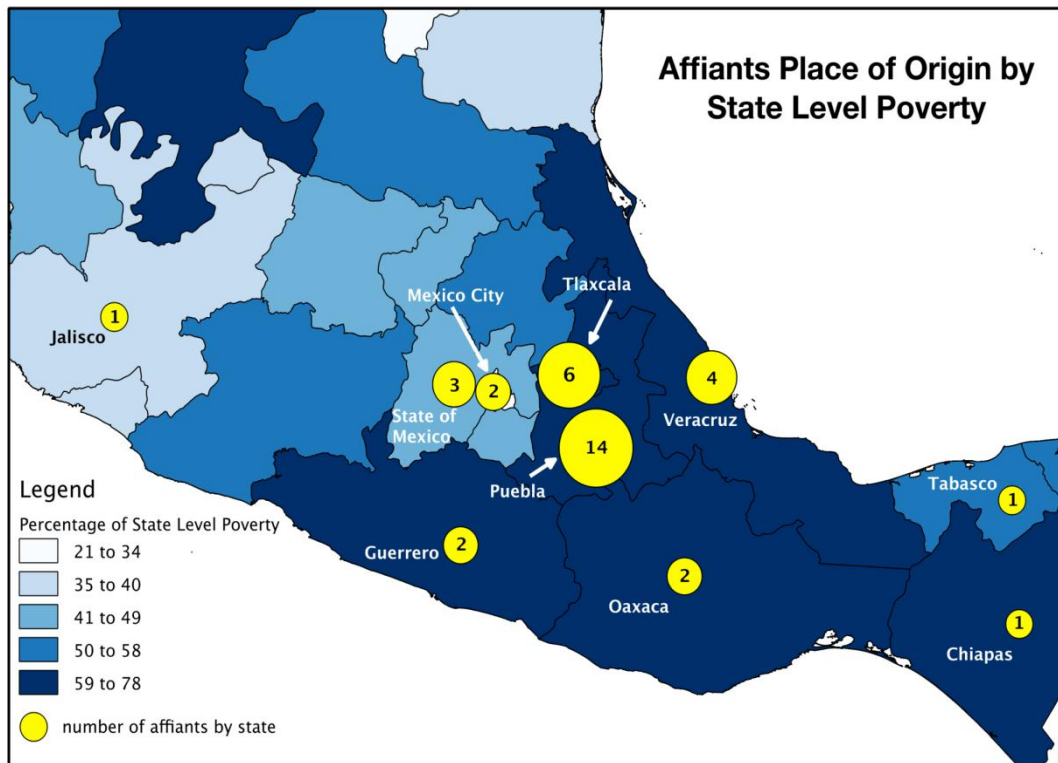 Affiants Place of Origin by
State Level Poverty
Tlaxcala
Mexico City
1
Jalisco
6
4
3
2
State of
Mexico
Veracruz
14
Puebla
Tabasco
1
Legend
Percentage of State Level Poverty
21 to 34
35 to 40
41 to 49
50 to 58
59 to 78
number of affiants by state
Guerrero
2
2
Oaxaca
1
Chiapas